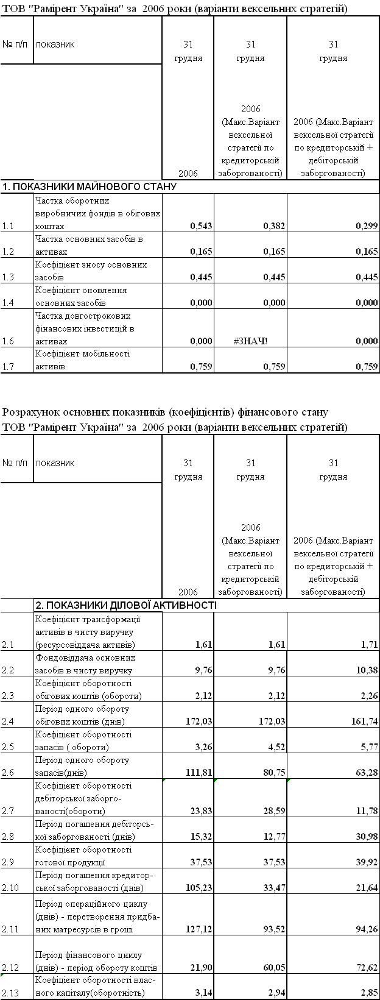 ТОВ "Рамірент Україна" за 2006 роки (варіанти вексельних стратегій)
№ п/п показник 31 31 31
грудня грудня грудня
2006
(Макс.Варіант 2006 (Макс.Варіант
вексельної вексельної стратегії
стратегії по по кредиторській +
кредиторській дебіторській
2006 заборгованості) заборгованості)
1. ПОКАЗНИКИ МАЙНОВОГО СТАНУ
Частка оборотних
виробничих фондів в обігових
1.1 коштах 0,543 0,382 0,299
Частка основних засобів в
1.2 активах 0,165 0,165 0,165
Коефіцієнт зносу основних
1.3 засобів 0,445 0,445 0,445
Коефіцієнт оновлення
1.4 основних засобів 0,000 0,000 0,000
Частка довгострокових
фінансових інвестицій в
1.6 активах 0,000 #ЗНАЧ! 0,000
Коефіцієнт мобільності
1.7 активів 0,759 0,759 0,759
Розрахунок основних показників (коефіцієнтів) фінансового стану
ТОВ "Рамірент Україна" за 2006 роки (варіанти вексельних стратегій)
№ п/п показник 31 31 31
грудня грудня грудня
2006
(Макс.Варіант 2006 (Макс.Варіант
вексельної вексельної стратегії
стратегії по по кредиторській +
кредиторській дебіторській
2006 заборгованості) заборгованості)
2. ПОКАЗНИКИ ДІЛОВОЇ АКТИВНОСТІ
Коефіцієнт трансформації
активів в чисту виручку
2.1 (ресурсовіддача активів) 1,61 1,61 1,71
Фондовіддача основних
2.2 засобів в чисту виручку 9,76 9,76 10,38
Коефіцієнт оборотності
2.3 обігових коштів (обороти) 2,12 2,12 2,26
Період одного обороту
2.4 обігових коштів (днів) 172,03 172,03 161,74
Коефіцієнт оборотності
2.5 запасів ( обороти) 3,26 4,52 5,77
Період одного обороту
2.6 запасів(днів) 111,81 80,75 63,28
Коефіцієнт оборотності
дебіторської заборго-
2.7 ваності(обороти) 23,83 28,59 11,78
Період погашення дебіторсь-
2.8 кої заборгованості (днів) 15,32 12,77 30,98
Коефіцієнт оборотності
2.9 готової продукції 37,53 37,53 39,92
Період погашення кредитор-
2.10 ської заборгованості (днів) 105,23 33,47 21,64
Період операційного циклу
(днів) - перетворення придба-
2.11 них матресурсів в гроші 127,12 93,52 94,26
Період фінансового циклу
2.12 (днів) - період обороту коштів 21,90 60,05 72,62
Коефіцієнт оборотності влас-
2.13 ного капіталу(оборотність) 3,14 2,94 2,85